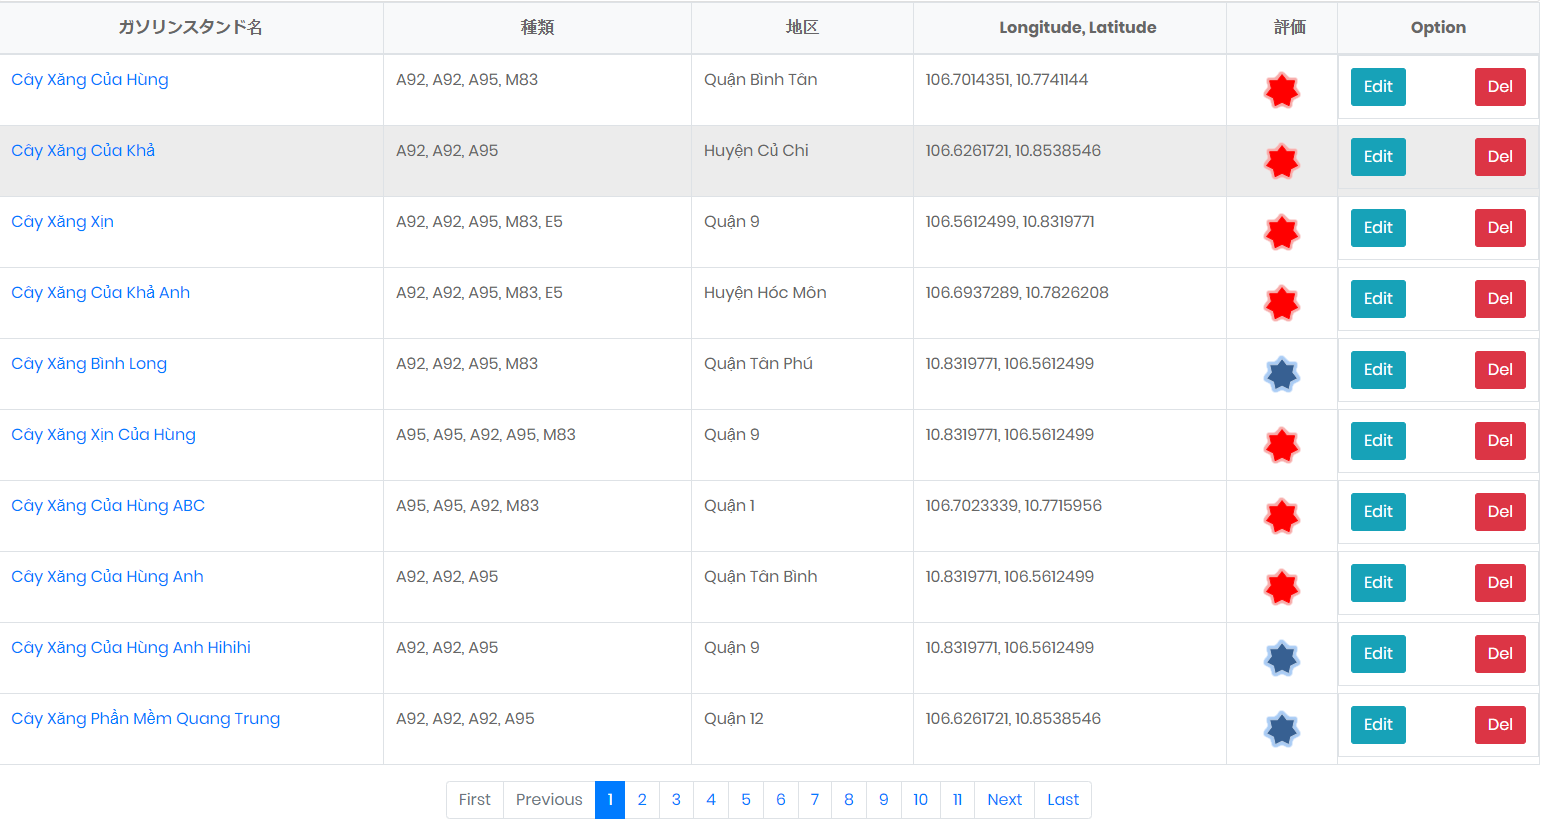 ガソリンスタンド名 種類 地区 Longitude, Latitude 評価 Option
Cây Xăng Của Hùng A92, A92, A95, M83 Quận Bình Tân 106.7014351, 10.7741144 Edit Del
Cây Xăng Của Khả A92, A92, A95 Huyện Củ Chi 106.6261721, 10.8538546 Edit Del
Cây Xăng Xịn A92, A92, A95, M83, E5 Quận 9 106.5612499, 10.8319771 Edit Del
Cây Xăng Của Khả Anh A92, A92, A95, M83, E5 Huyện Hóc Môn 106.6937289, 10.7826208 Edit Del
Cây Xăng Bình Long A92, A92, A95, M83 Quận Tân Phú 10.8319771, 106.5612499 Edit Del
Cây Xăng Xịn Của Hùng A95, A95, A92, A95, M83 Quận 9 10.8319771, 106.5612499 Edit Del
Cây Xăng Của Hùng ABC A95, A95, A92, M83 Quận 1 106.7023339, 10.7715956 Edit Del
Cây Xăng Của Hùng Anh A92, A92, A95 Quận Tân Bình 10.8319771, 106.5612499 Edit Del
Cây Xăng Của Hùng Anh Hihihi A92, A92, A95 Quận 9 10.8319771, 106.5612499 Edit Del
Cây Xăng Phần Mềm Quang Trung A92, A92, A92, A95 Quận 12 106.6261721, 10.8538546 Edit Del
First Previous 1 2 3 4 5 6 7 8 9 10 11 Next Last